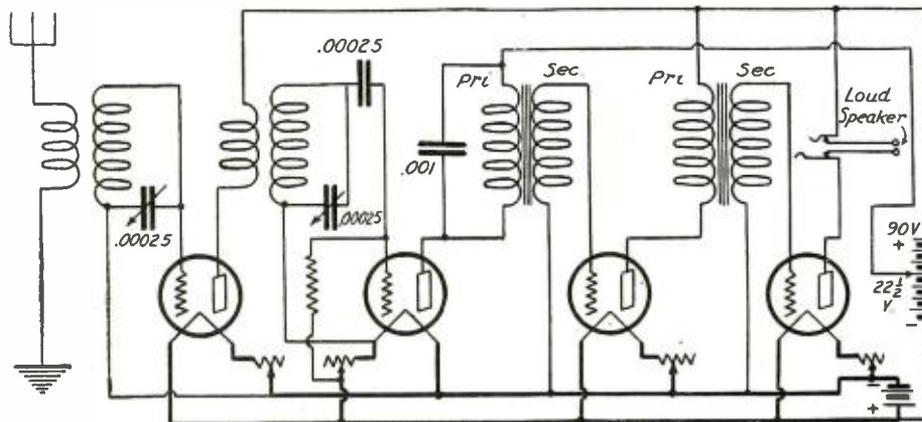 .00025
Pri
Sec
Pri
Sec
Loud
Speaker
.001
.00025
.00025
90V
+
22½
V
-
+